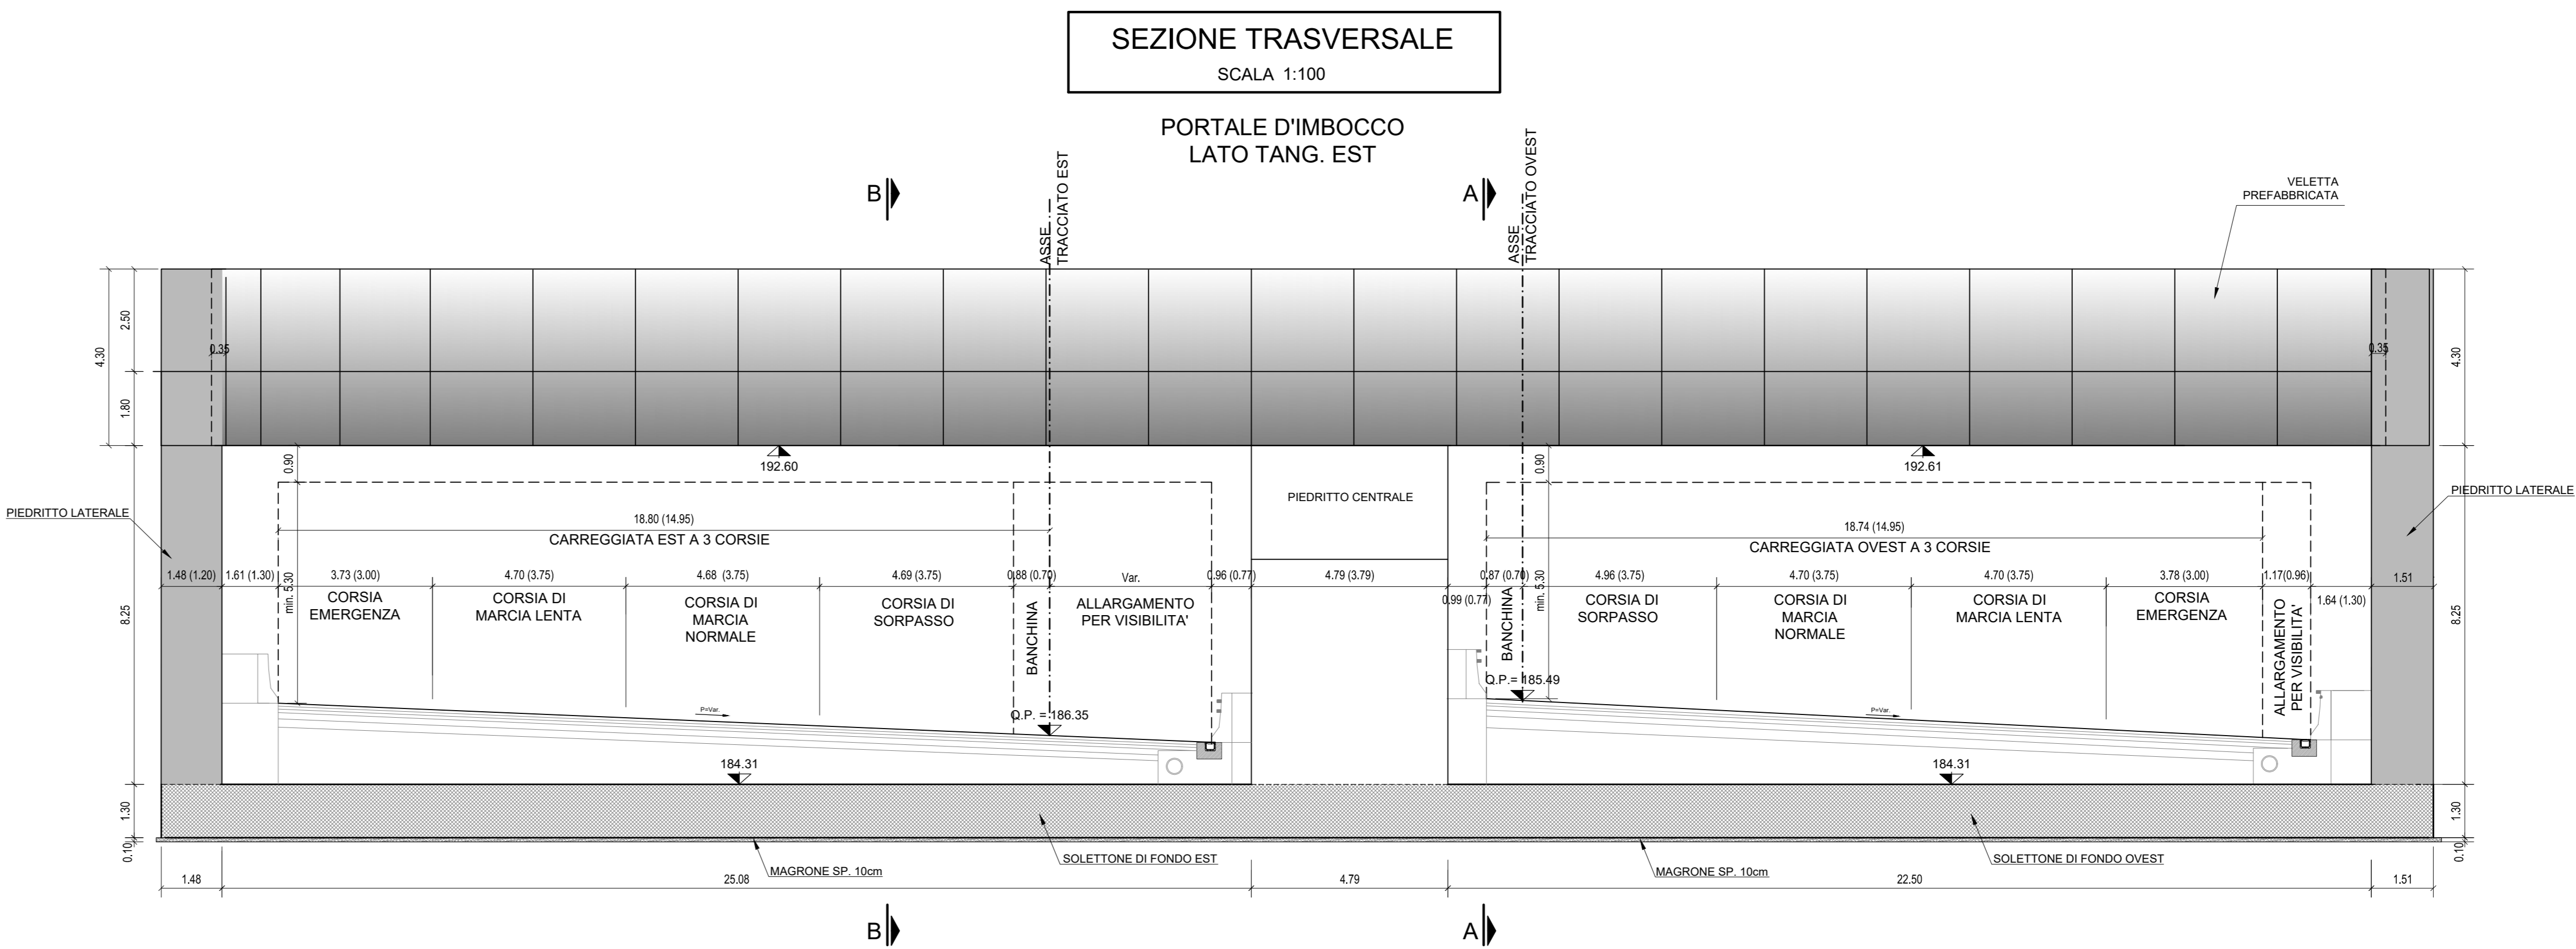 SEZIONE TRASVERSALE
SCALA 1:100
PORTALE D'IMBOCCO
LATO TANG. EST
B
A
ASSE
TRACCIATO EST
ASSE
TRACCIATO OVEST
VELETTA
PREFABBRICATA
4.30
2.50
1.80
0.35
0.35
4.30
0.90
192.60
0.90
192.61
PIEDRITTO LATERALE
PIEDRITTO CENTRALE
PIEDRITTO LATERALE
18.80 (14.95)
CARREGGIATA EST A 3 CORSIE
18.74 (14.95)
CARREGGIATA OVEST A 3 CORSIE
1.48 (1.20)
1.61 (1.30)
min. 5.30
3.73 (3.00)
4.70 (3.75)
4.68 (3.75)
4.69 (3.75)
0.88 (0.70)
Var.
0.96 (0.77)
4.79 (3.79)
0.99 (0.77)
0.87 (0.70)
min. 5.30
4.96 (3.75)
4.70 (3.75)
4.70 (3.75)
3.78 (3.00)
1.17(0.96)
1.64 (1.30)
1.51
CORSIA
EMERGENZA
CORSIA DI
MARCIA LENTA
CORSIA DI
MARCIA
NORMALE
CORSIA DI
SORPASSO
BANCHINA
ALLARGAMENTO
PER VISIBILITA'
BANCHINA
CORSIA DI
SORPASSO
CORSIA DI
MARCIA
NORMALE
CORSIA DI
MARCIA LENTA
CORSIA
EMERGENZA
ALLARGAMENTO
PER VISIBILITA'
8.25
8.25
P=Var.
Q.P. = 186.35
Q.P.= 185.49
P=Var.
184.31
184.31
1.30
0.10
1.30
0.10
MAGRONE SP. 10cm
SOLETTONE DI FONDO EST
MAGRONE SP. 10cm
SOLETTONE DI FONDO OVEST
1.48
25.08
4.79
22.50
1.51
B
A